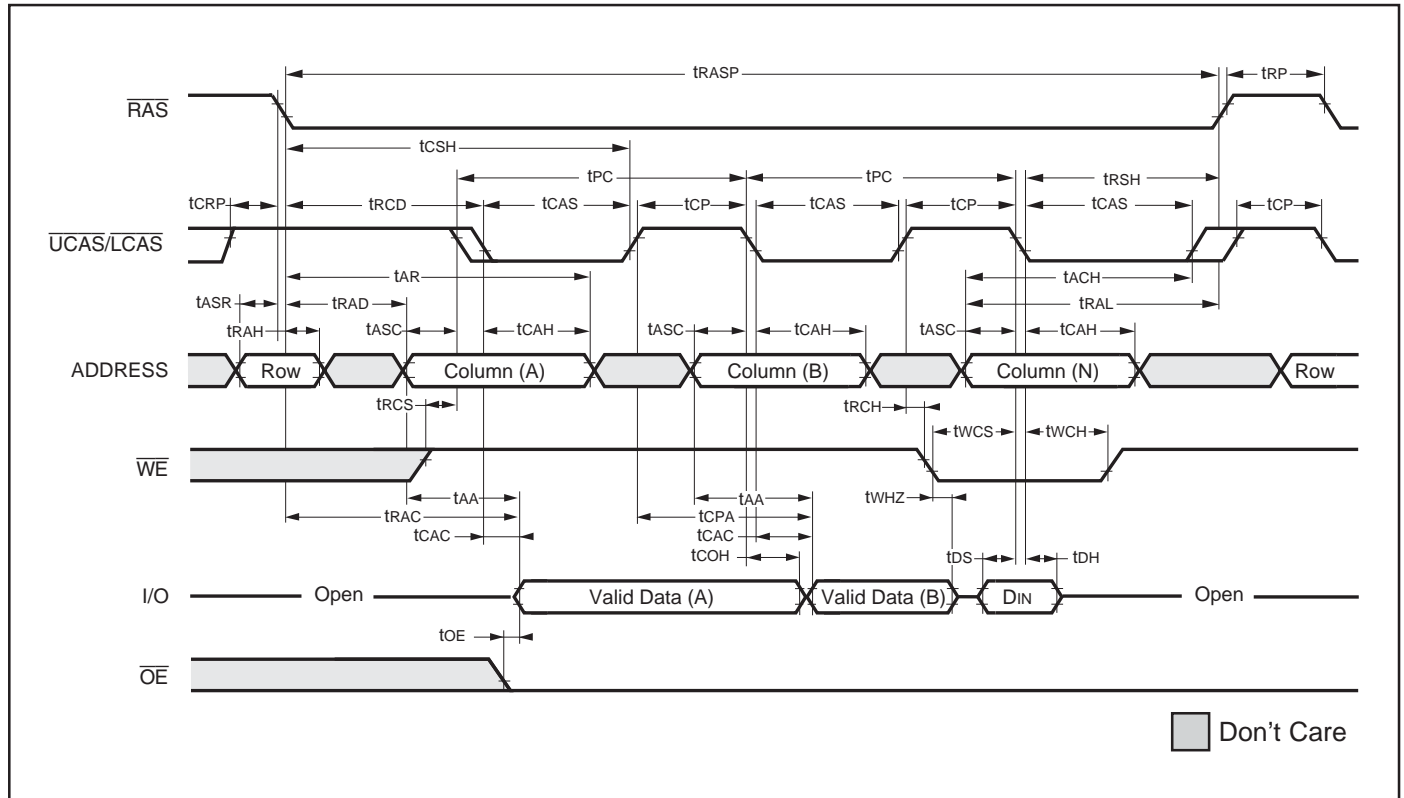 tRASP
tRP
RAS
tCSH
tPC
tPC
tRSH
tCRP
tRCD
tCAS
tCP
tCAS
tCP
tCAS
tCP
UCAS/LCAS
tAR
tACH
tASR
tRAD
tRAL
tRAH
tASC
tCAH
tASC
tCAH
tASC
tCAH
ADDRESS
Row
Column (A)
Column (B)
Column (N)
Row
tRCS
tRCH
tWCS
tWCH
WE
tAA
tAA
tWHZ
tRAC
tCPA
tCAC
tCAC
tCOH
tDS
tDH
I/O
Open
Valid Data (A)
Valid Data (B)
DIN
Open
tOE
OE
Don't Care